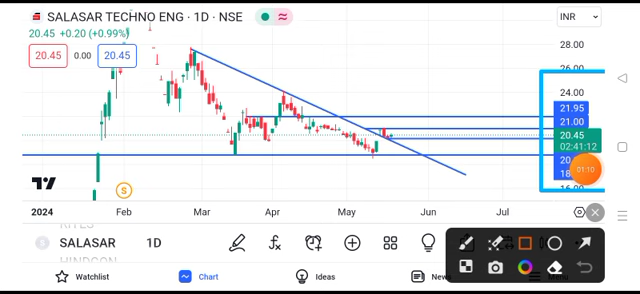 SALASAR TECHNO ENG · 1D · NSE
INR
20.45 +0.20 (+0.99%)
20.45 0.00 20.45
28.00
26.00
24.00
21.95
21.00
20.45
02:41:12
20
18
01:10
16.00
S
2024 Feb Mar Apr May Jun Jul
SALASAR 1D
Watchlist Chart Ideas News Menu